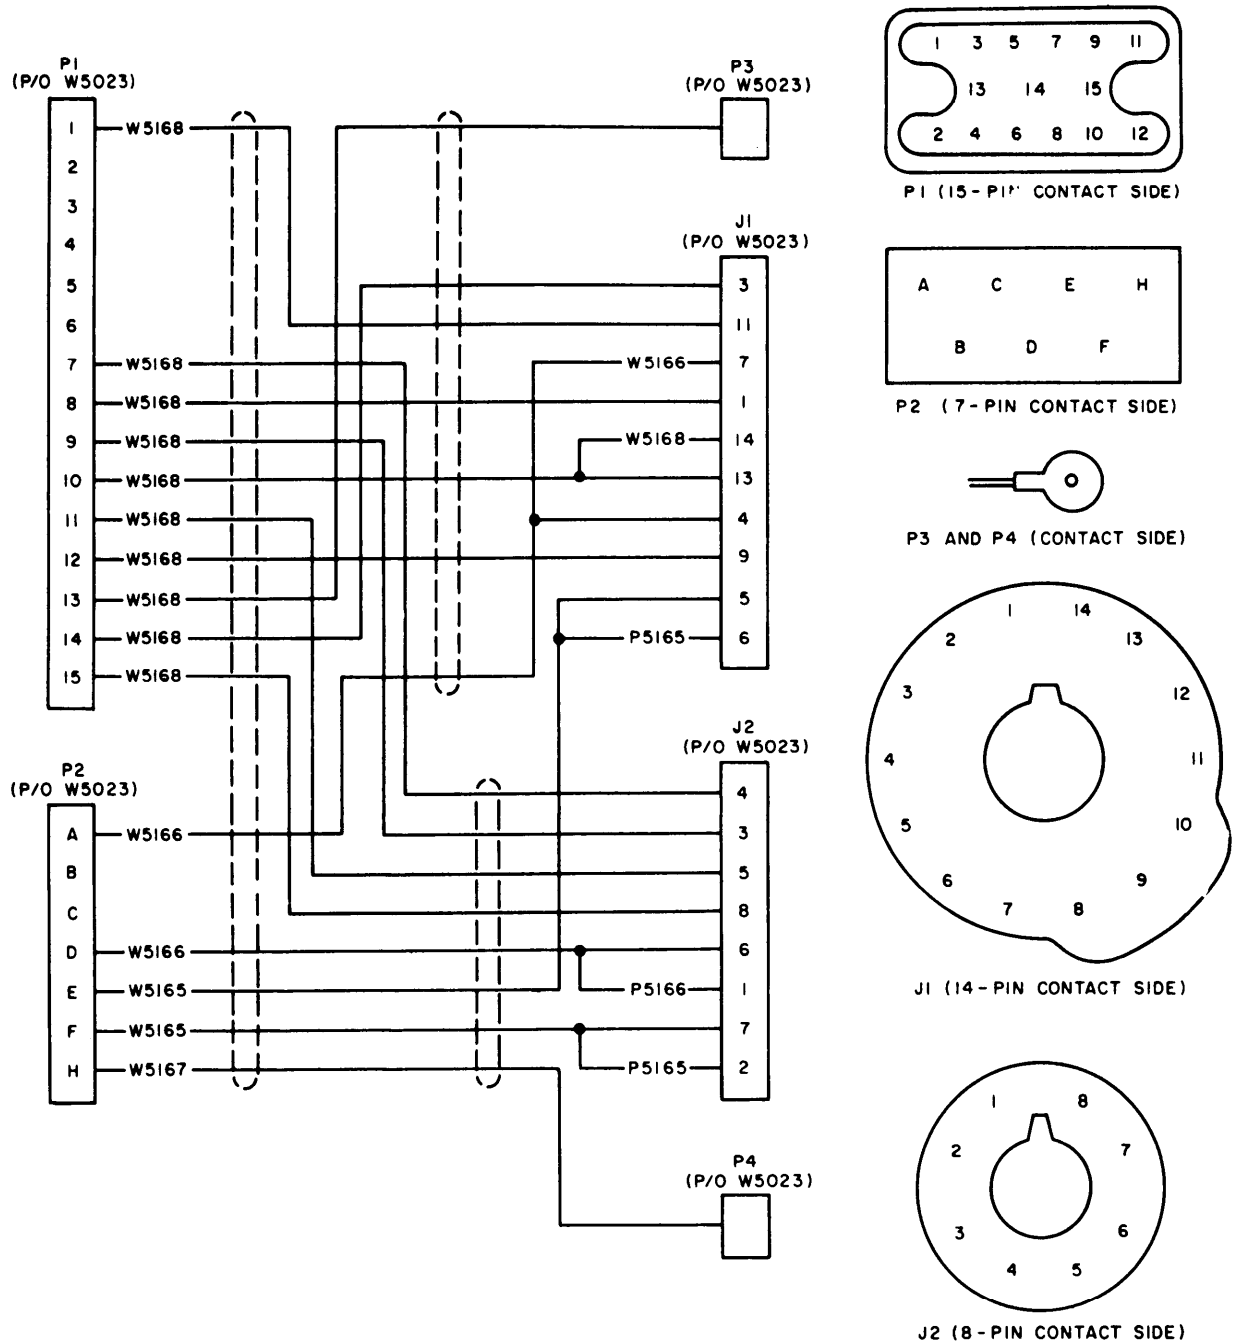 P1
(P/O W5023)
1 W5168
2
3
4
5
6
7 W5168
8 W5168
9 W5168
10 W5168
11 W5168
12 W5168
13 W5168
14 W5168
15 W5168
P2
(P/O W5023)
A W5166
B
C
D W5166
E W5165
F W5165
H W5167
P3
(P/O W5023)
J1
(P/O W5023)
3
11
W5166 7
1
W5168 14
13
4
9
5
P5165 6
J2
(P/O W5023)
4
3
5
8
6
P5166 1
7
P5165 2
P4
(P/O W5023)
1 3 5 7 9 11
13 14 15
2 4 6 8 10 12
P1 (15-PIN CONTACT SIDE)
A C E H
B D F
P2 (7-PIN CONTACT SIDE)
P3 AND P4 (CONTACT SIDE)
1 14
2 13
3 12
4 11
5 10
6 9
7 8
J1 (14-PIN CONTACT SIDE)
1 8
2 7
3 6
4 5
J2 (8-PIN CONTACT SIDE)